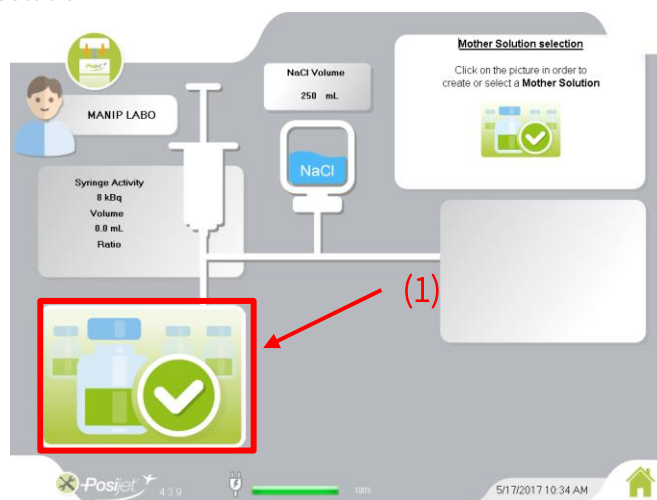 MANIP LABO
NaCl Volume
250 mL
Mother Solution selection
Click on the picture in order to
create or select a Mother Solution
NaCl
Syringe Activity
8 kBq
Volume
0.0 mL
Ratio
(1)
Posijet
4.3.9
100%
5/17/2017 10:34 AM